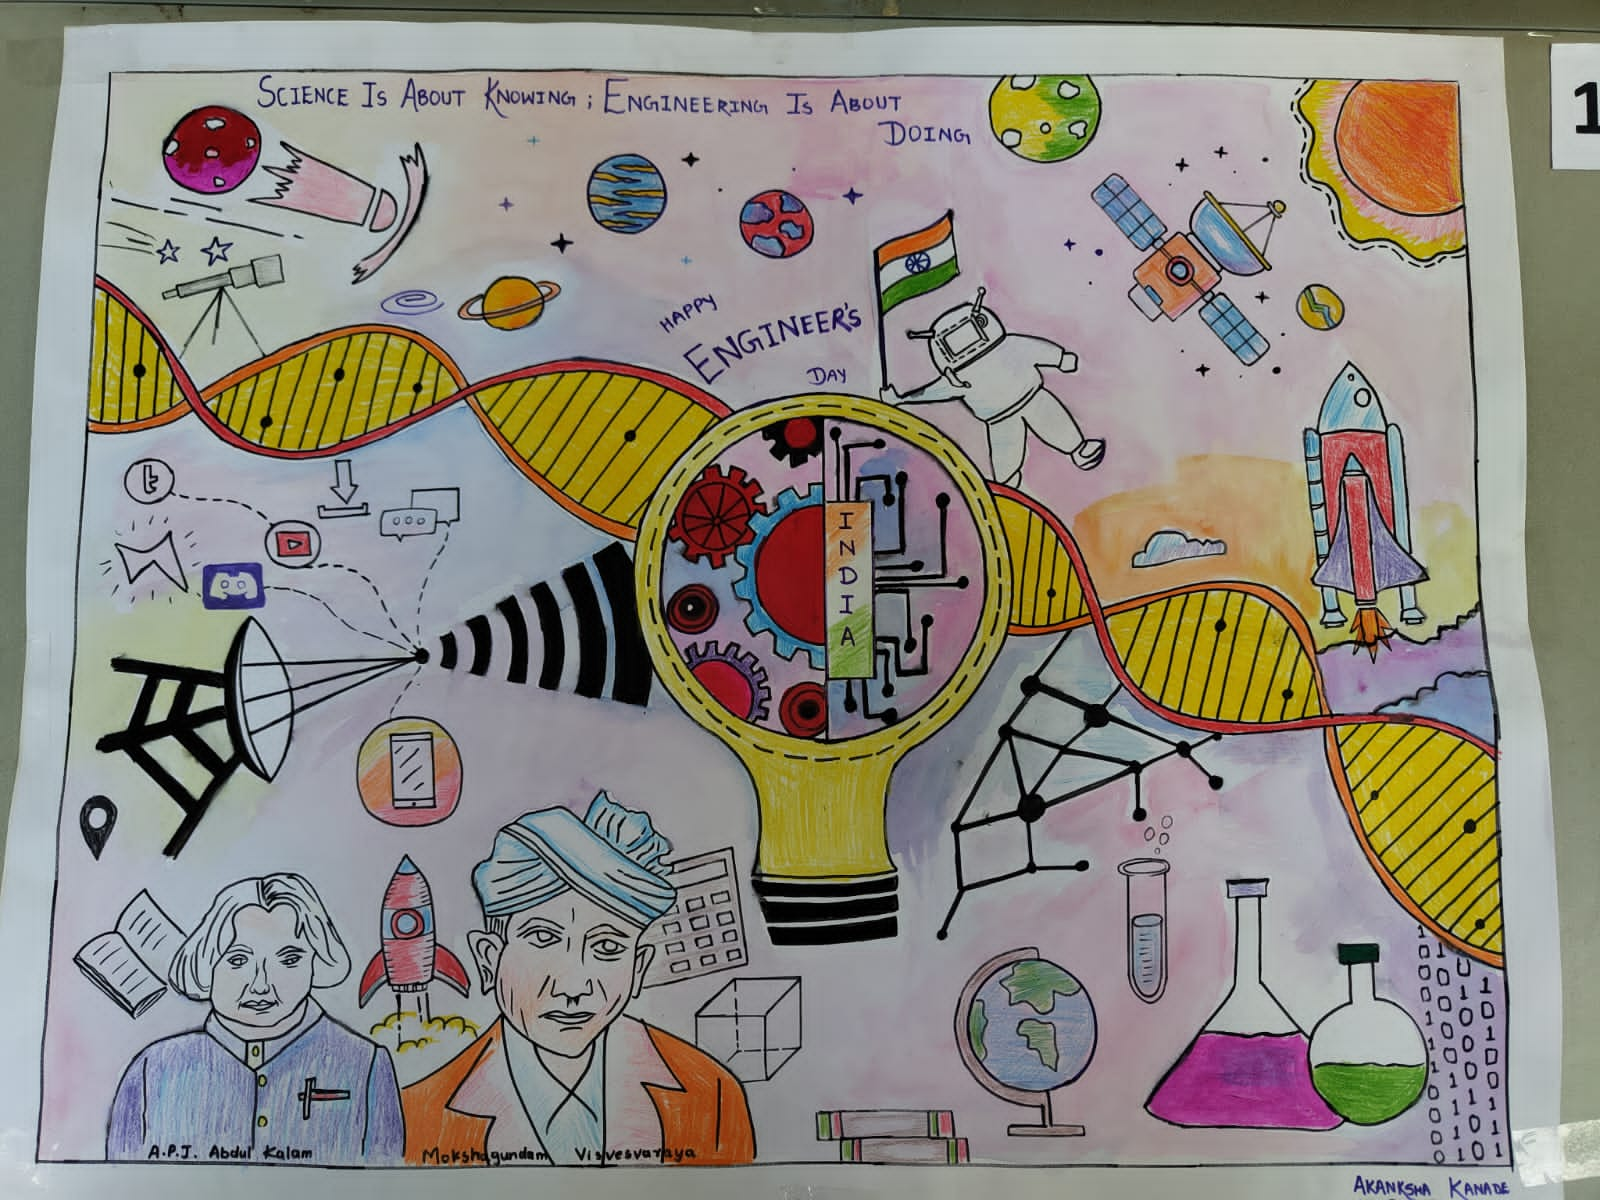 SCIENCE IS ABOUT KNOWING ; ENGINEERING IS ABOUT
DOING
1
HAPPY
ENGINEER'S
DAY
t
INDIA
A.P.J. Abdul Kalam
Mokshagundam Visvesvaraya
AKANKSHA KANADE